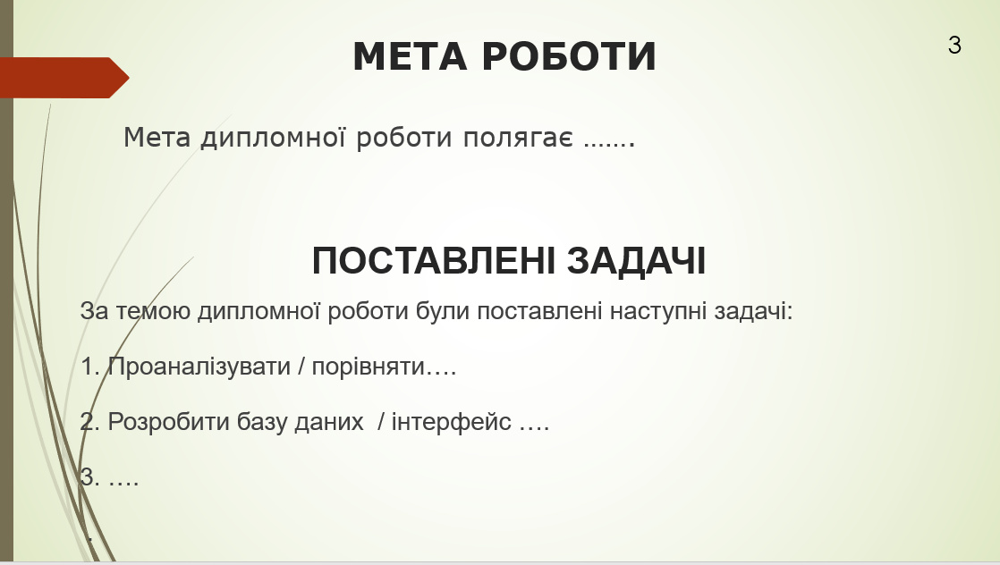 МЕТА РОБОТИ
3
Мета дипломної роботи полягає …….
ПОСТАВЛЕНІ ЗАДАЧІ
За темою дипломної роботи були поставлені наступні задачі:
1. Проаналізувати / порівняти….
2. Розробити базу даних  / інтерфейс ….
3. ….